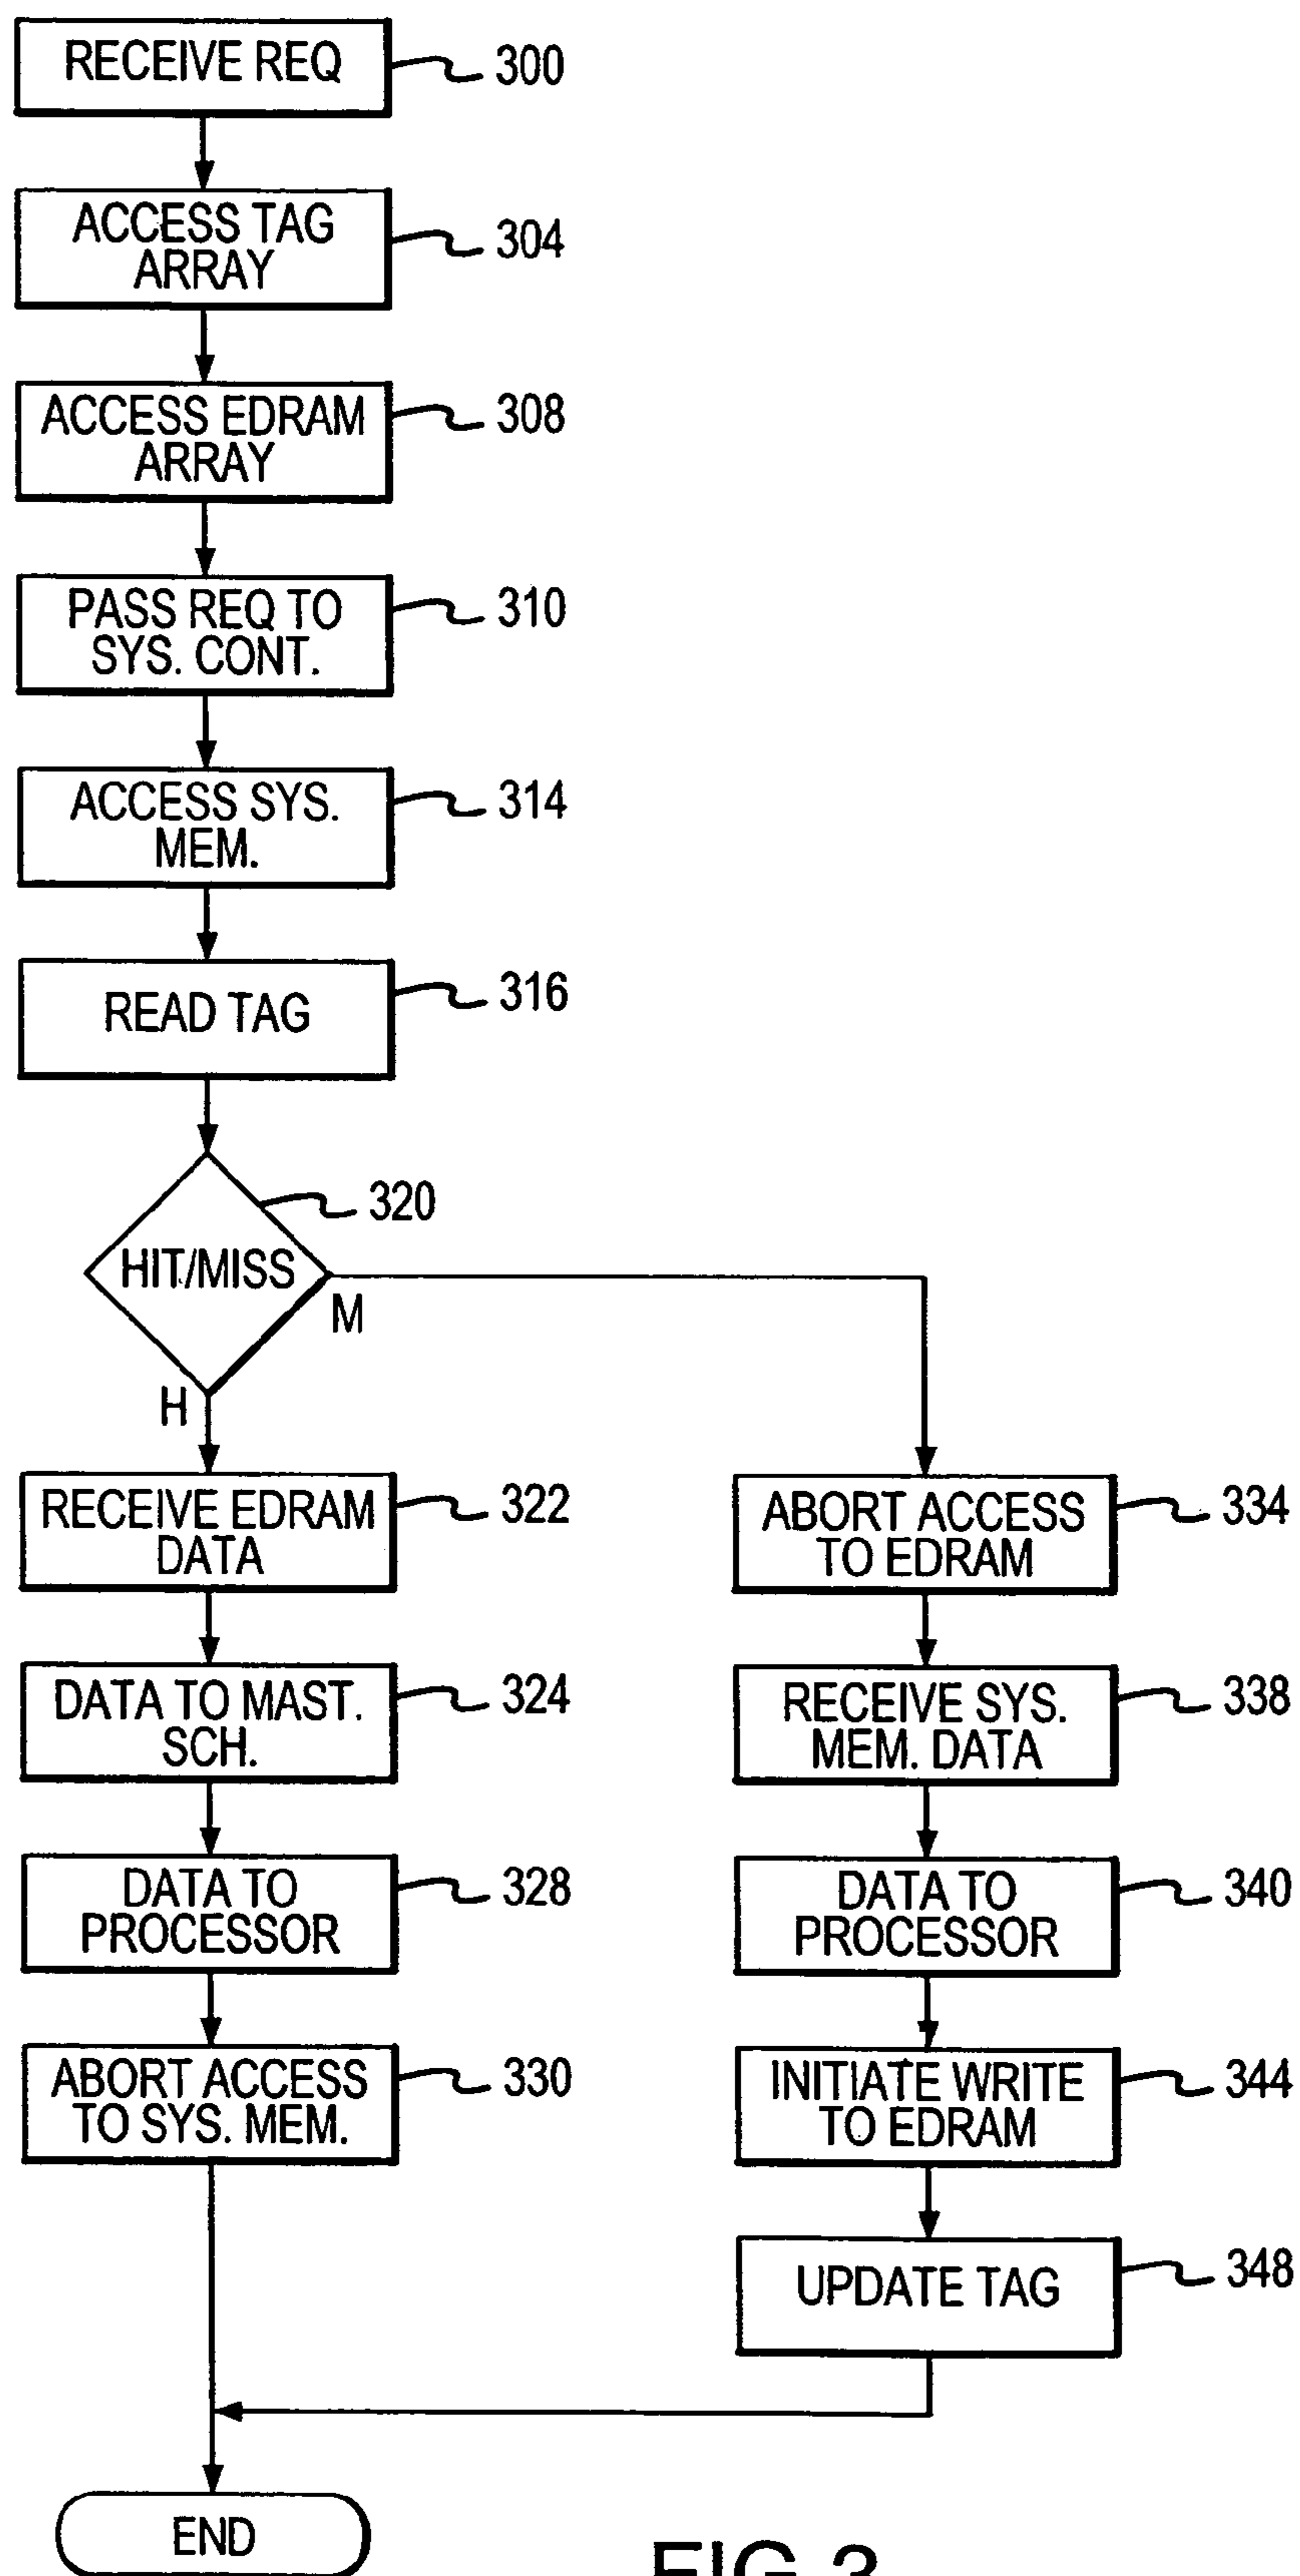 RECEIVE REQ
300
ACCESS TAG
ARRAY
304
ACCESS EDRAM
ARRAY
308
PASS REQ TO
SYS. CONT.
310
ACCESS SYS.
MEM.
314
READ TAG
316
HIT/MISS
320
M
H
RECEIVE EDRAM
DATA
322
DATA TO MAST.
SCH.
324
DATA TO
PROCESSOR
328
ABORT ACCESS
TO SYS. MEM.
330
ABORT ACCESS
TO EDRAM
334
RECEIVE SYS.
MEM. DATA
338
DATA TO
PROCESSOR
340
INITIATE WRITE
TO EDRAM
344
UPDATE TAG
348
END
FIG. 3